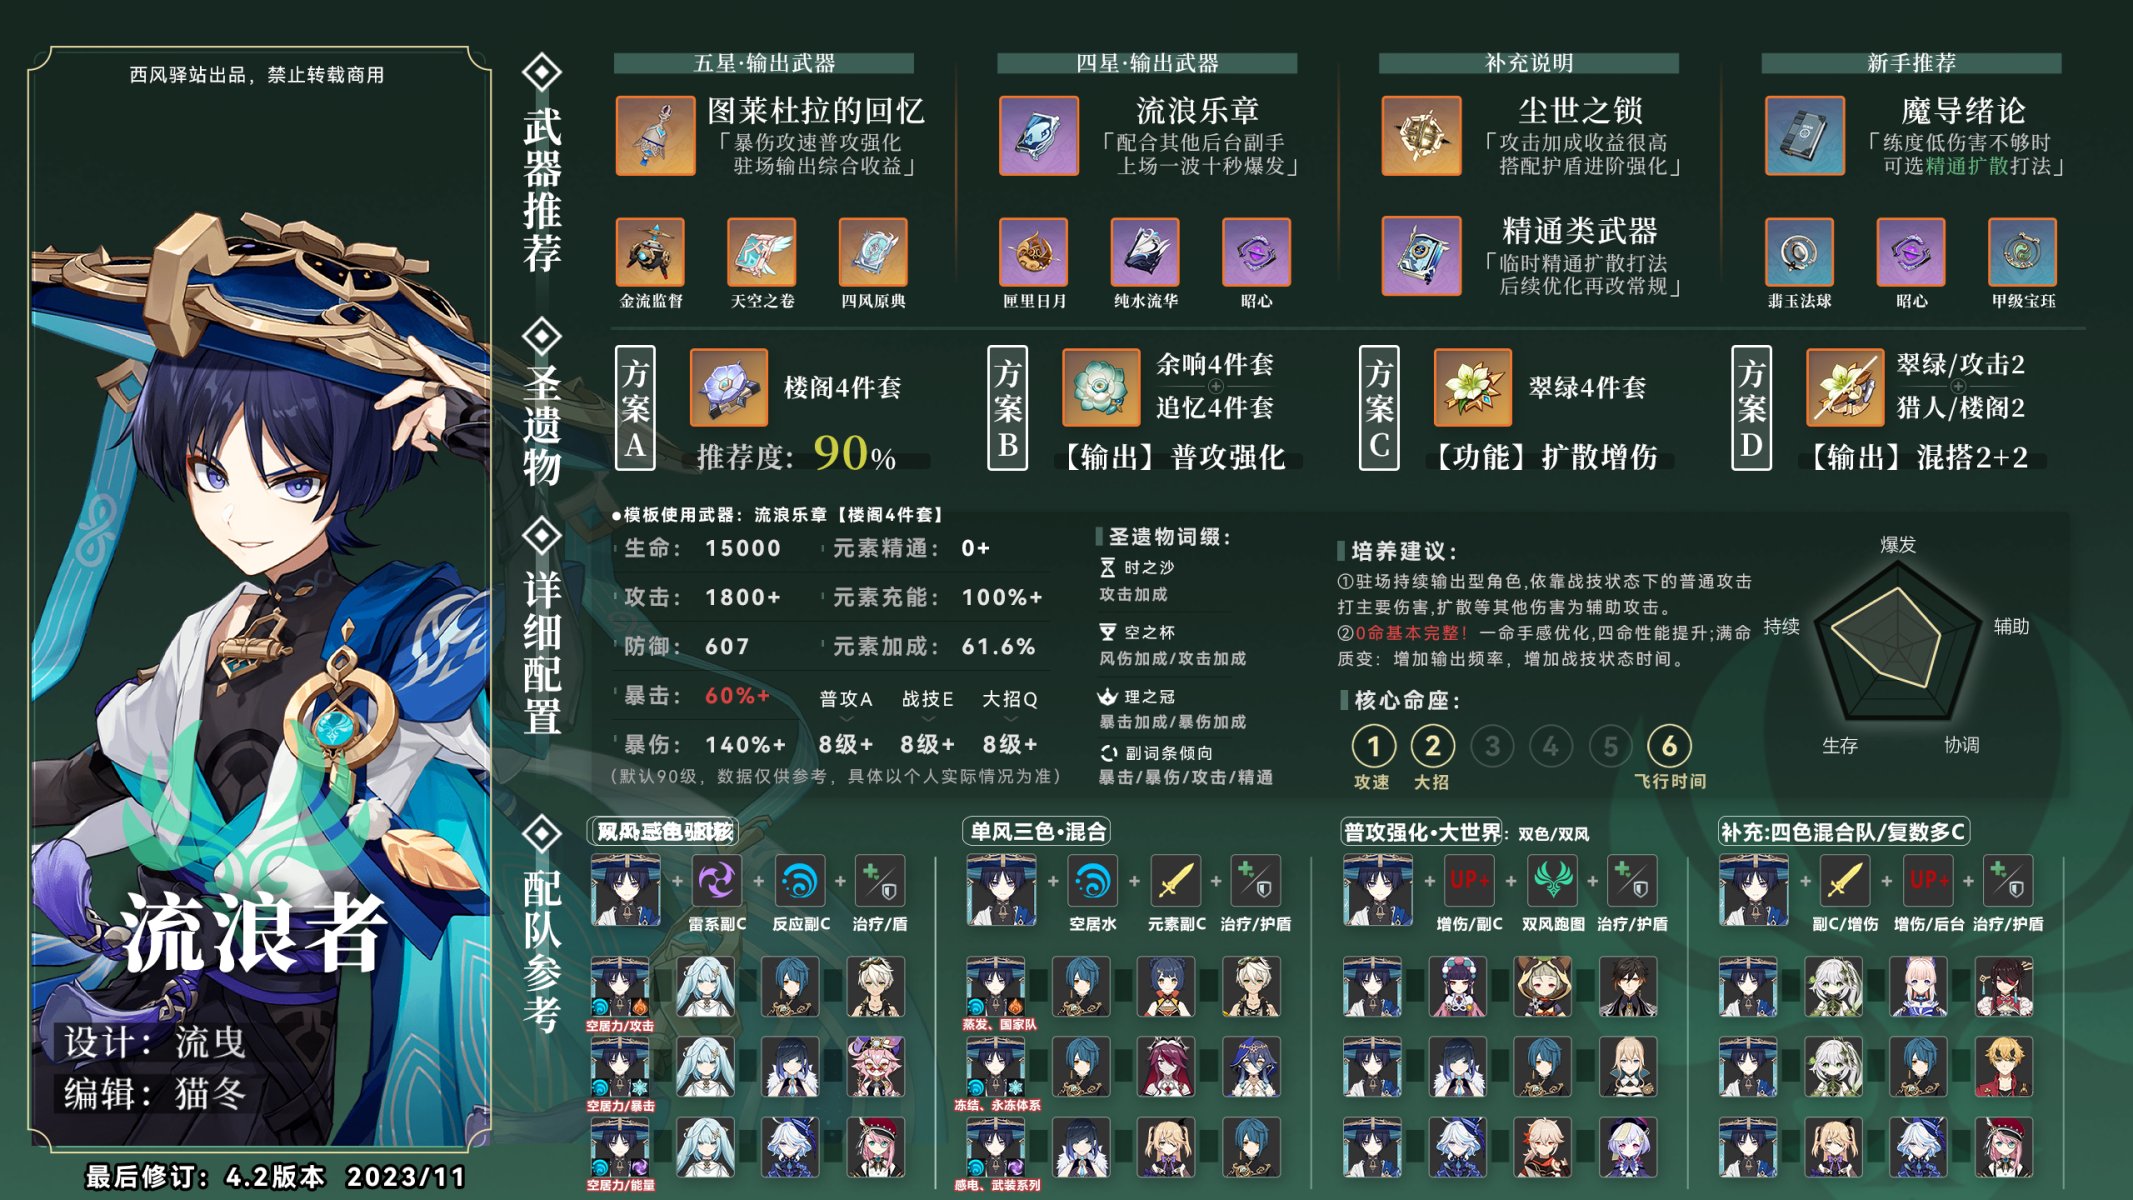 西风驿站出品，禁止转载商用
流浪者
设计：流曳
编辑：猫冬
最后修订：4.2版本 2023/11
武器推荐
五星·输出武器
图莱杜拉的回忆
「暴伤攻速普攻强化
驻场输出综合收益」
金流监督
天空之卷
四风原典
四星·输出武器
流浪乐章
「配合其他后台副手
上场一波十秒爆发」
匣里日月
纯水流华
昭心
补充说明
尘世之锁
「攻击加成收益很高
搭配护盾进阶强化」
精通类武器
「临时精通扩散打法
后续优化再改常规」
新手推荐
魔导绪论
「练度低伤害不够时
可选精通扩散打法」
翡玉法球
昭心
甲级宝珏
圣遗物
方案A
楼阁4件套
推荐度：90%
方案B
余响4件套
追忆4件套
【输出】普攻强化
方案C
翠绿4件套
【功能】扩散增伤
方案D
翠绿/攻击2
猎人/楼阁2
【输出】混搭2+2
详细配置
●模板使用武器：流浪乐章【楼阁4件套】
生命：15000 元素精通：0+
攻击：1800+ 元素充能：100%+
防御：607 元素加成：61.6%
暴击：60%+ 普攻A 战技E 大招Q
暴伤：140%+ 8级+ 8级+ 8级+
（默认90级，数据仅供参考，具体以个人实际情况为准）
圣遗物词缀：
时之沙
攻击加成
空之杯
风伤加成/攻击加成
理之冠
暴击加成/暴伤加成
副词条倾向
暴击/暴伤/攻击/精通
培养建议：
①驻场持续输出型角色,依靠战技状态下的普通攻击
打主要伤害,扩散等其他伤害为辅助攻击。
②0命基本完整！一命手感优化,四命性能提升;满命
质变：增加输出频率，增加战技状态时间。
核心命座：
1 2 3 4 5 6
攻速 大招 飞行时间
爆发
持续
辅助
生存
协调
配队参考
雷系副C 反应副C 治疗/盾
空居力/攻击
空居力/暴击
空居力/能量
单风三色·混合
空居水 元素副C 治疗/护盾
蒸发、国家队
冻结、永冻体系
感电、武装系列
普攻强化·大世界：双色/双风
UP+
增伤/副C 双风跑图 治疗/护盾
补充:四色混合队/复数多C
UP+
副C/增伤 增伤/后台 治疗/护盾